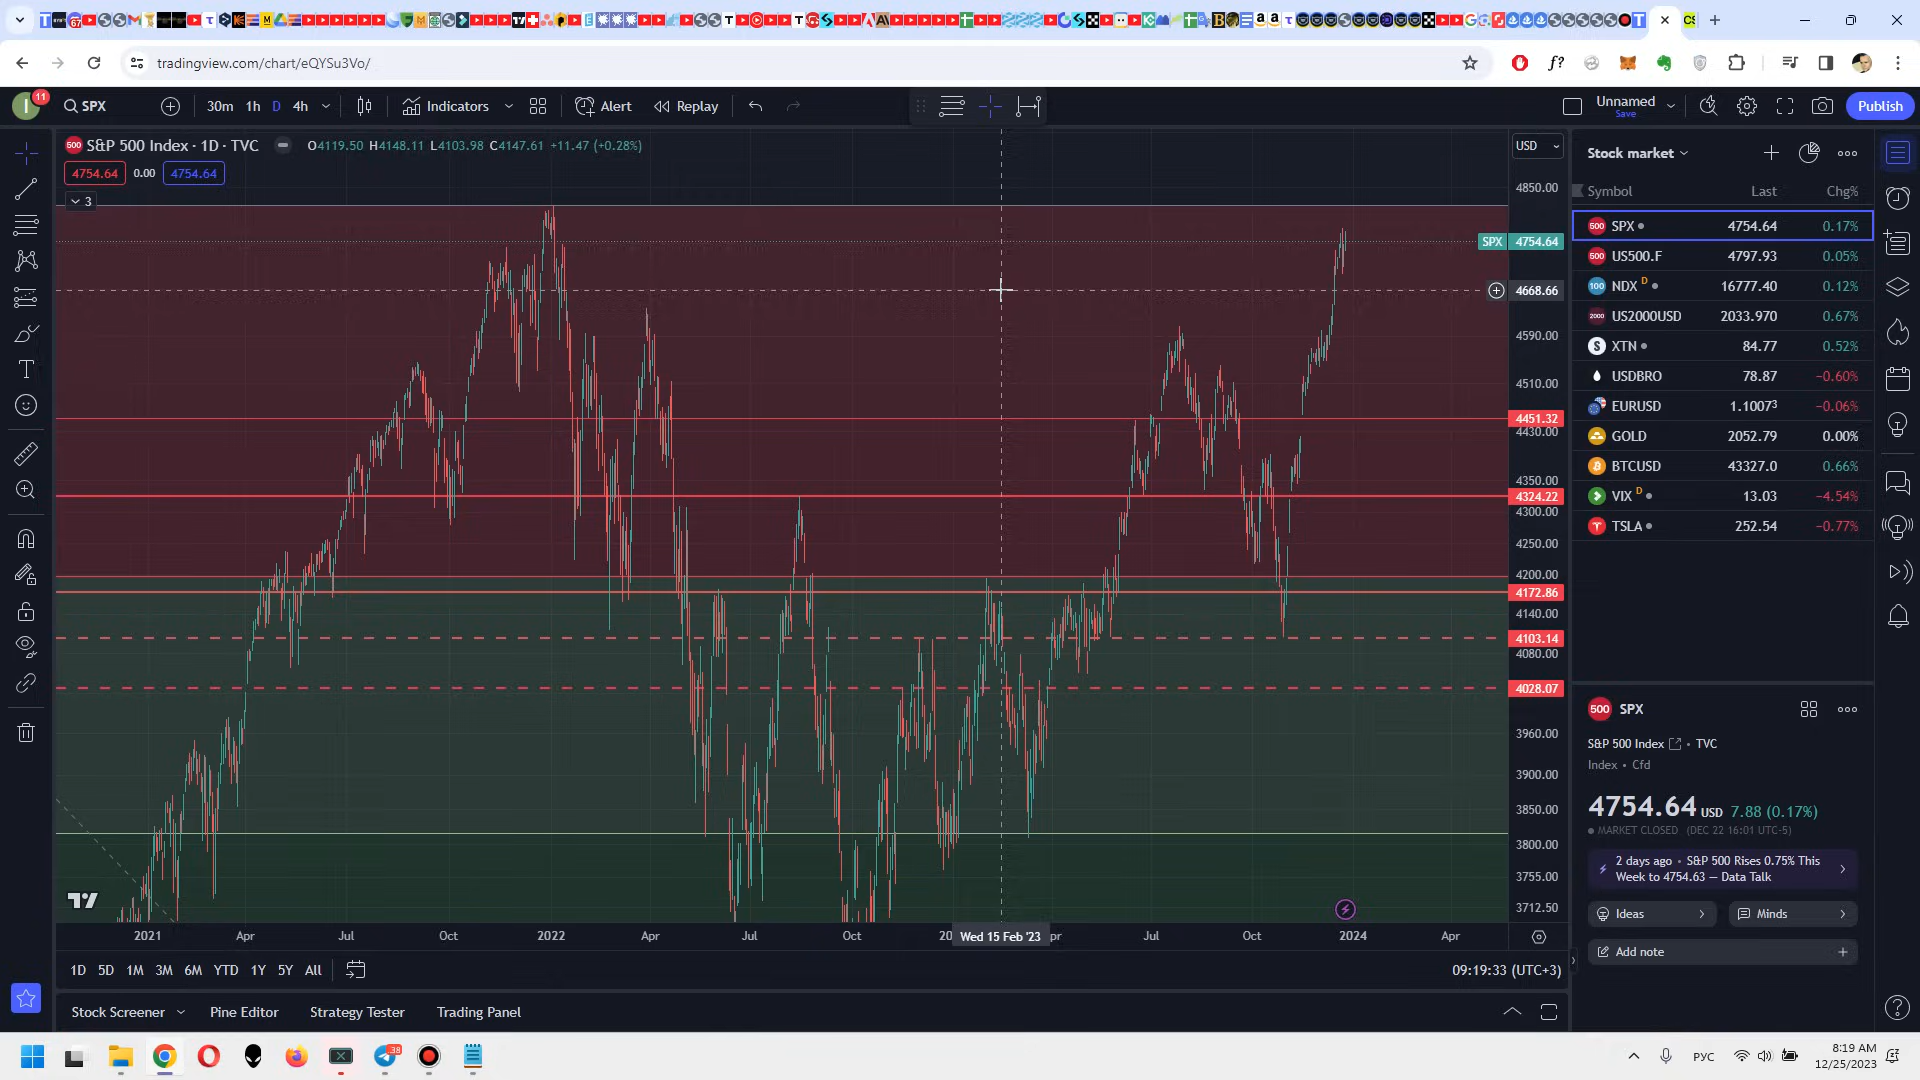 tradingview.com/chart/eQYSu3Vo/
11
SPX
30m 1h D 4h
Indicators
Alert
Replay
Unnamed
Save
Publish
S&P 500 Index · 1D · TVC
O4119.50 H4148.11 L4103.98 C4147.61 +11.47 (+0.28%)
4754.64 0.00 4754.64
3
USD
4850.00
SPX 4754.64
4668.66
4590.00
4510.00
4451.32
4430.00
4350.00
4324.22
4300.00
4250.00
4200.00
4172.86
4140.00
4103.14
4080.00
4028.07
3960.00
3900.00
3850.00
3800.00
3755.00
3712.50
2021 Apr Jul Oct 2022 Apr Jul Oct 20 Wed 15 Feb '23 pr Jul Oct 2024 Apr
1D 5D 1M 3M 6M YTD 1Y 5Y All
09:19:33 (UTC+3)
Stock Screener Pine Editor Strategy Tester Trading Panel
Stock market
Symbol Last Chg%
500 SPX 4754.64 0.17%
500 US500.F 4797.93 0.05%
100 NDX D 16777.40 0.12%
2000 US2000USD 2033.970 0.67%
S XTN 84.77 0.52%
USDBRO 78.87 −0.60%
EURUSD 1.10073 −0.06%
GOLD 2052.79 0.00%
BTCUSD 43327.0 0.66%
VIX D 13.03 −4.54%
TSLA 252.54 −0.77%
500 SPX
S&P 500 Index • TVC
Index • Cfd
4754.64 USD 7.88 (0.17%)
MARKET CLOSED (DEC 22 16:01 UTC-5)
2 days ago • S&P 500 Rises 0.75% This
Week to 4754.63 — Data Talk
Ideas
Minds
Add note
38
РУС
8:19 AM
12/25/2023